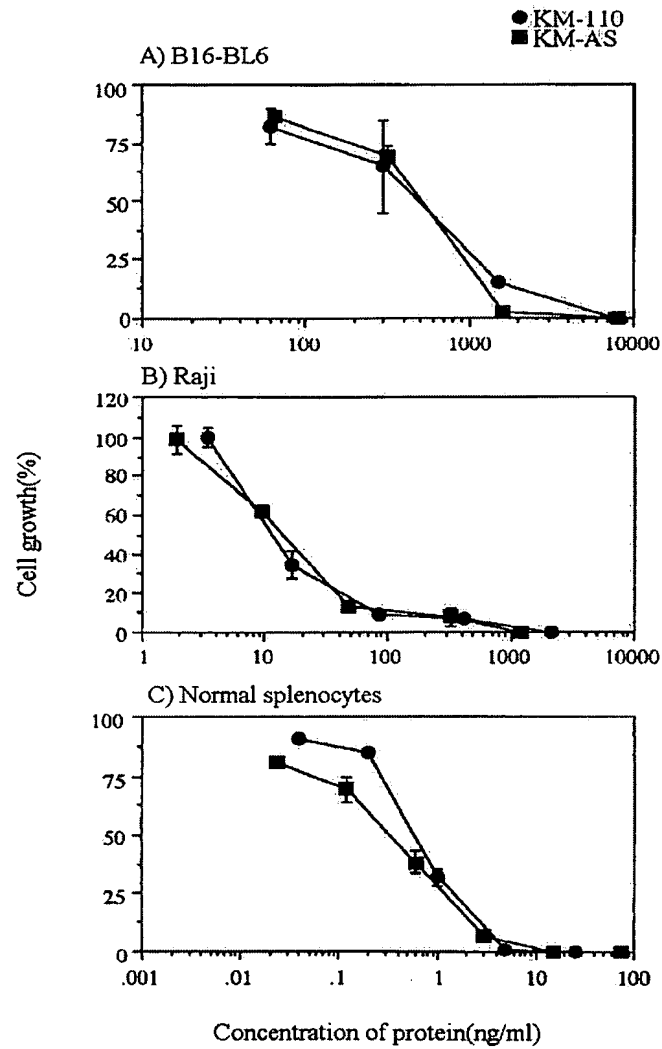 KM-110
KM-AS
A) B16-BL6
100
75
50
25
0
10 100 1000 10000
B) Raji
120
100
80
60
40
20
0
1 10 100 1000 10000
Cell growth(%)
C) Normal splenocytes
100
75
50
25
0
.001 .01 .1 1 10 100
Concentration of protein(ng/ml)